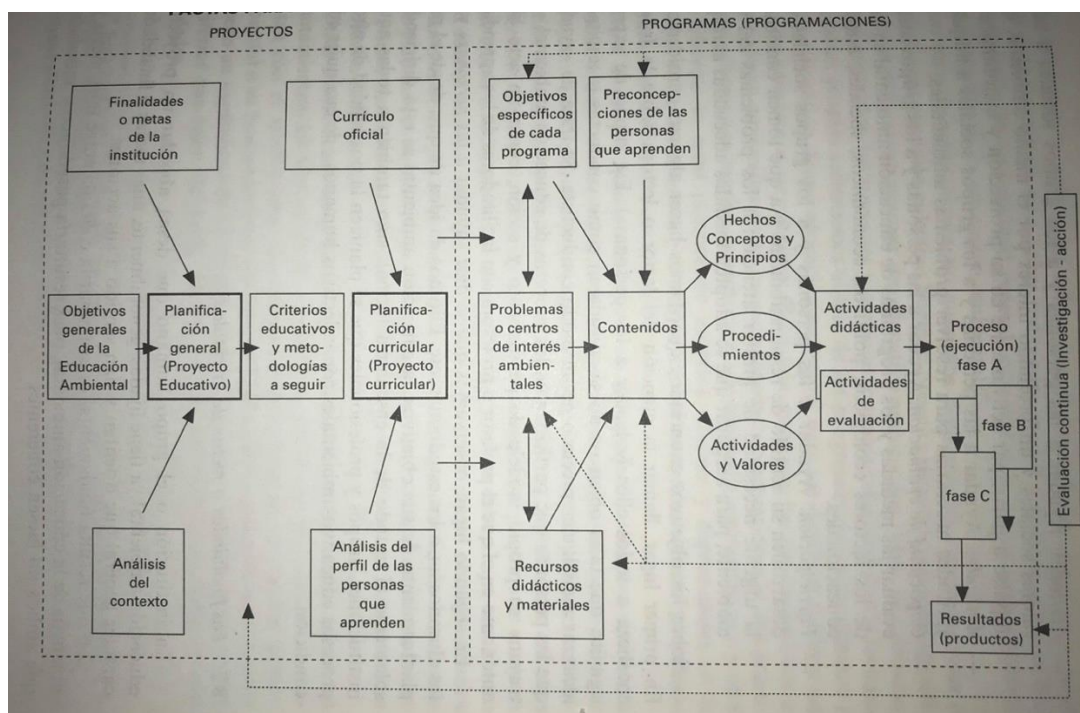 PROYECTOS
PROGRAMAS (PROGRAMACIONES)
Finalidades
o metas
de la
institución
Currículo
oficial
Objetivos
específicos
de cada
programa
Preconcep-
ciones de las
personas
que aprenden
Hechos
Conceptos y
Principios
Objetivos
generales
de la
Educación
Ambiental
Planifica-
ción
general
(Proyecto
Educativo)
Criterios
educativos
y meto-
dologías
a seguir
Planifica-
ción
curricular
(Proyecto
curricular)
Problemas
o centros
de interés
ambien-
tales
Contenidos
Procedi-
mientos
Actividades
didácticas
Actividades
de
evaluación
Proceso
(ejecución)
fase A
fase B
fase C
Actividades
y Valores
Análisis
del
contexto
Análisis del
perfil de las
personas
que
aprenden
Recursos
didácticos
y materiales
Resultados
(productos)
Evaluación continua (Investigación - acción)